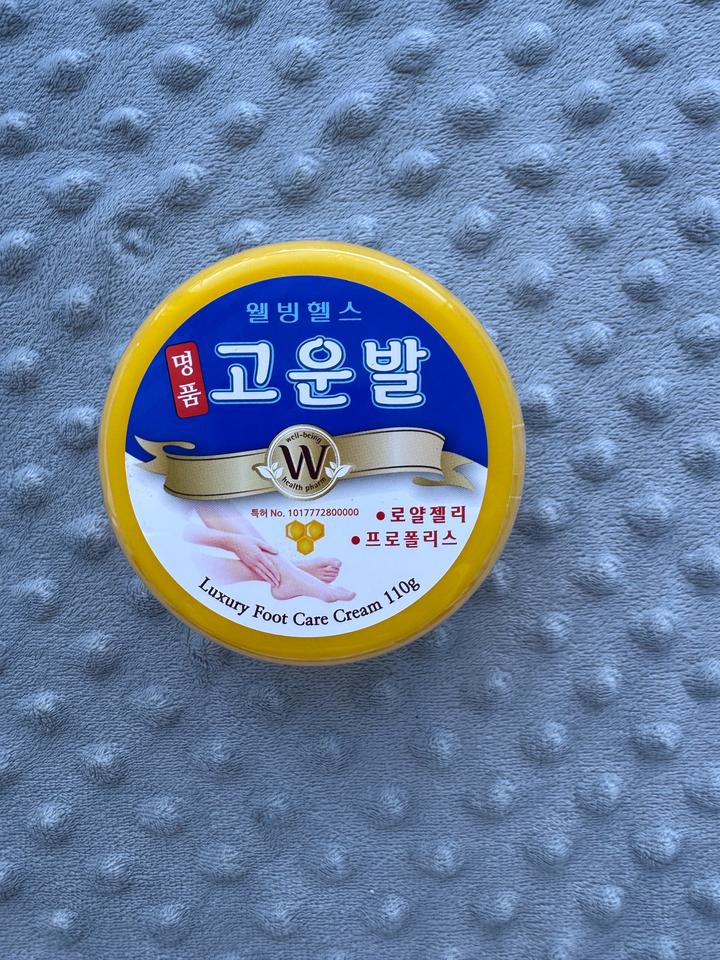 웰빙헬스
명품
고운발
well-being
W
health pharm
특허 No. 1017772800000
●로얄젤리
●프로폴리스
Luxury Foot Care Cream 110g